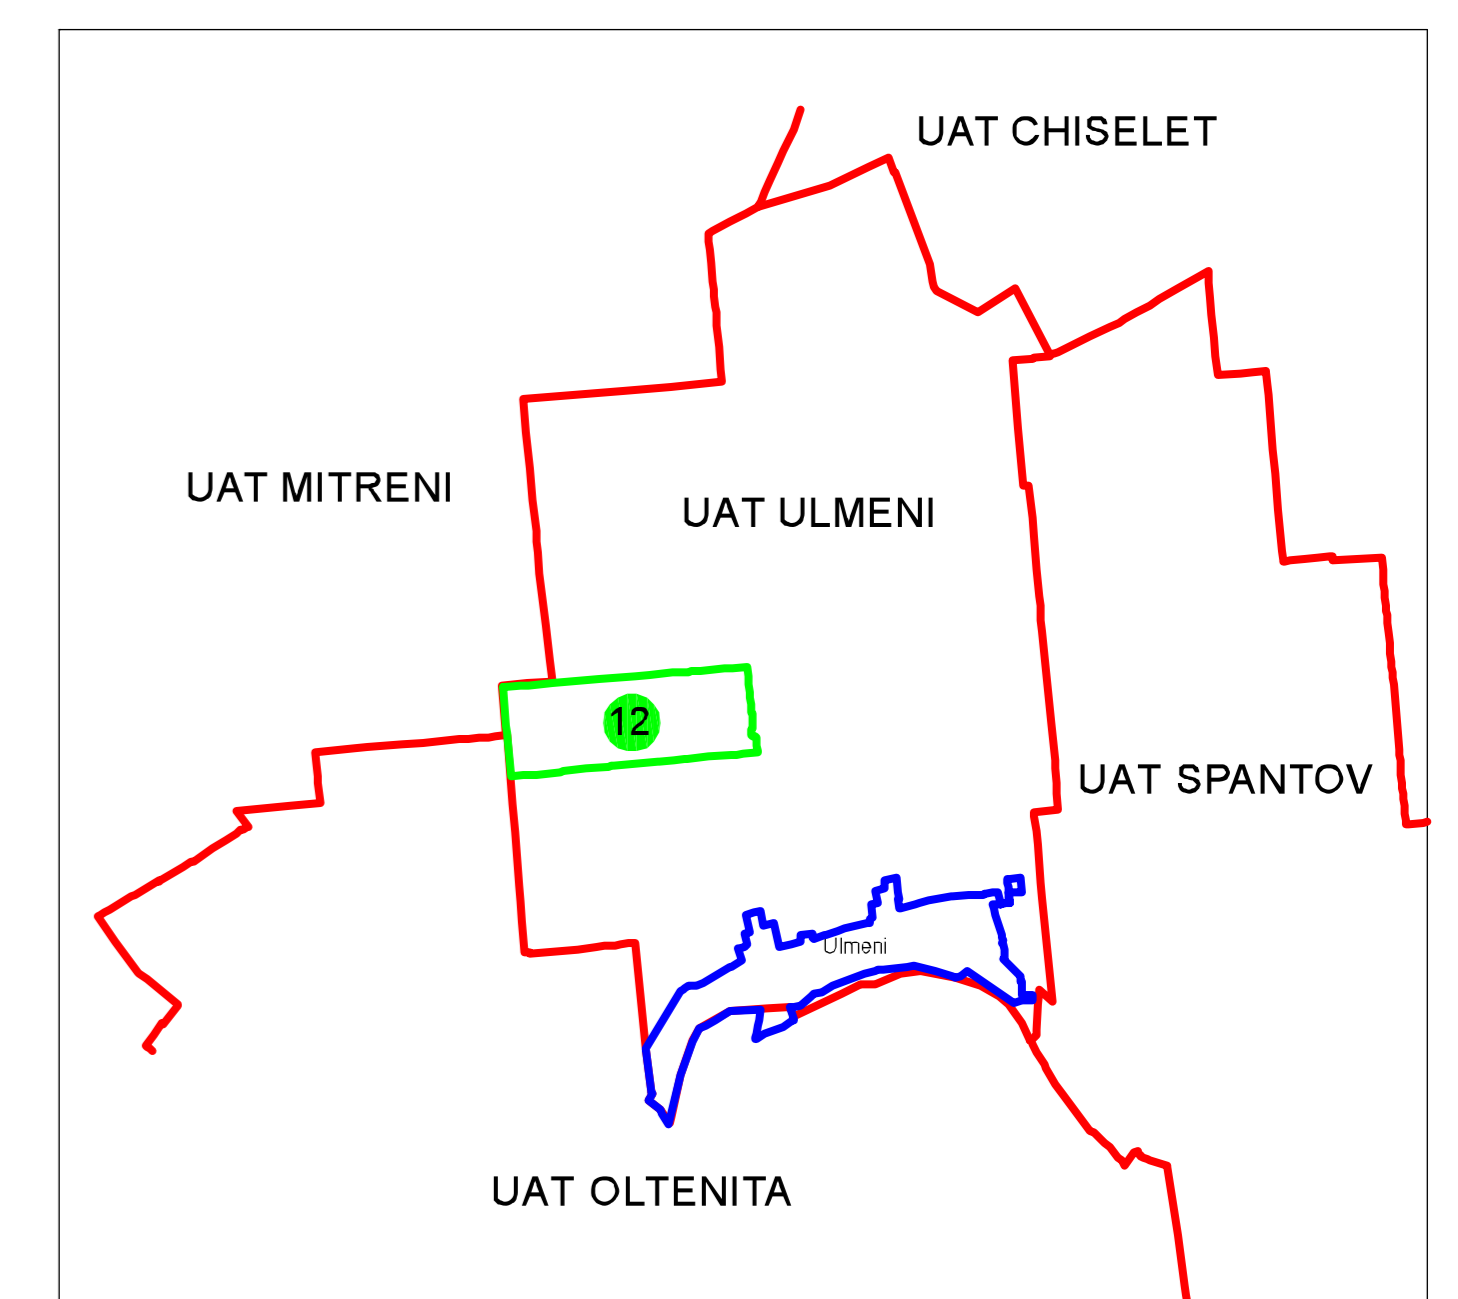 UAT CHISELET
UAT MITRENI
UAT ULMENI
12
UAT SPANTOV
Ulmeni
UAT OLTENITA